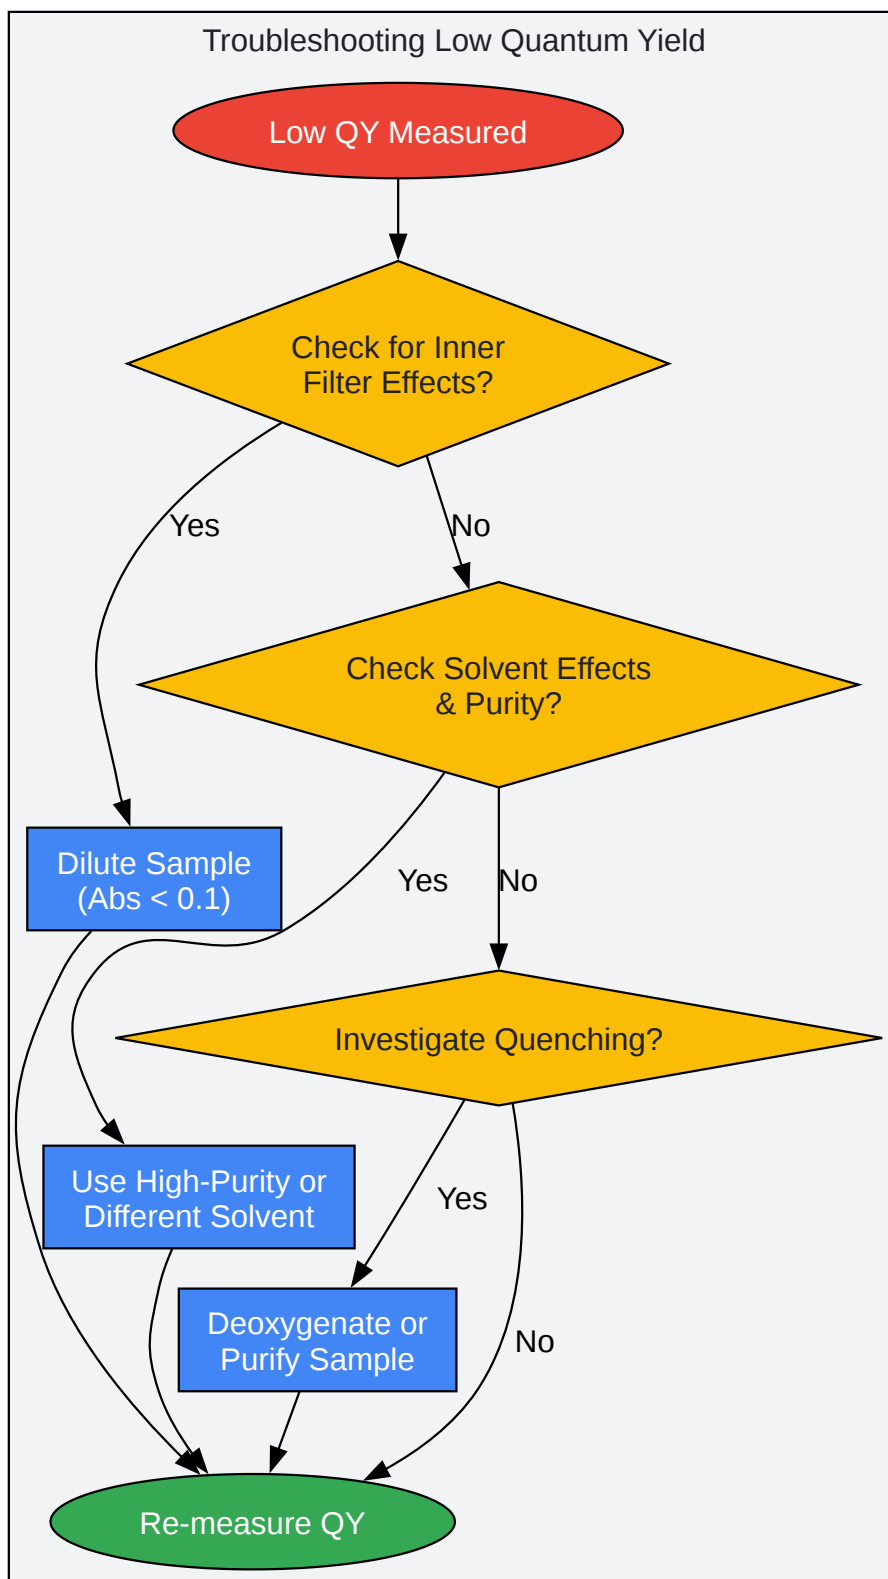 Troubleshooting Low Quantum Yield
Low QY Measured
Check for Inner
Filter Effects?
Yes
No
Check Solvent Effects
& Purity?
Dilute Sample
(Abs < 0.1)
Yes
No
Investigate Quenching?
Use High-Purity or
Different Solvent
Yes
Deoxygenate or
Purify Sample
No
Re-measure QY